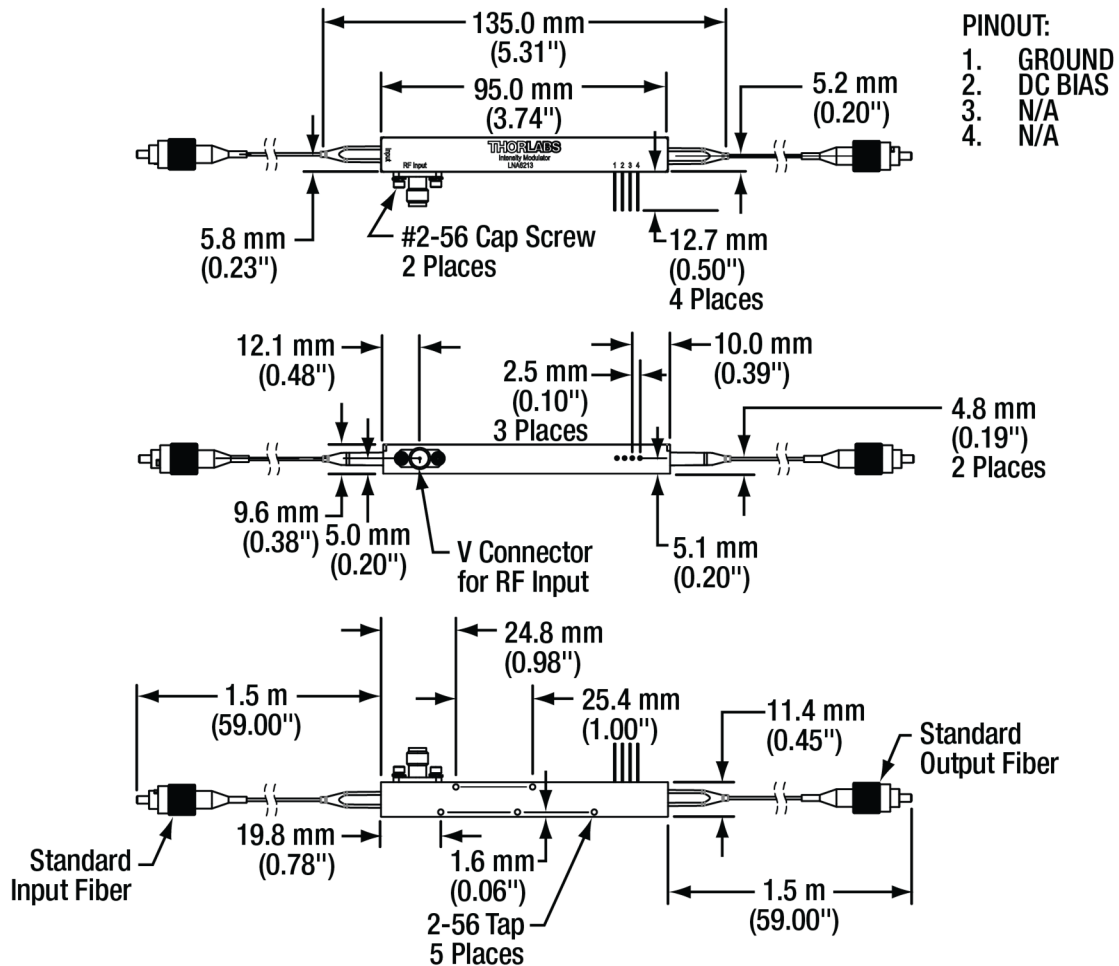 135.0 mm
(5.31")
PINOUT:
1. GROUND
2. DC BIAS
3. N/A
4. N/A
95.0 mm
(3.74")
5.2 mm
(0.20")
Input
RF Input
THORLABS
Intensity Modulator
LNA6213
1 2 3 4
5.8 mm
(0.23")
#2-56 Cap Screw
2 Places
12.7 mm
(0.50")
4 Places
12.1 mm
(0.48")
2.5 mm
(0.10")
3 Places
10.0 mm
(0.39")
4.8 mm
(0.19")
2 Places
9.6 mm
(0.38")
5.0 mm
(0.20")
V Connector
for RF Input
5.1 mm
(0.20")
24.8 mm
(0.98")
1.5 m
(59.00")
25.4 mm
(1.00")
11.4 mm
(0.45")
Standard
Output Fiber
19.8 mm
(0.78")
Standard
Input Fiber
1.6 mm
(0.06")
2-56 Tap
5 Places
1.5 m
(59.00")